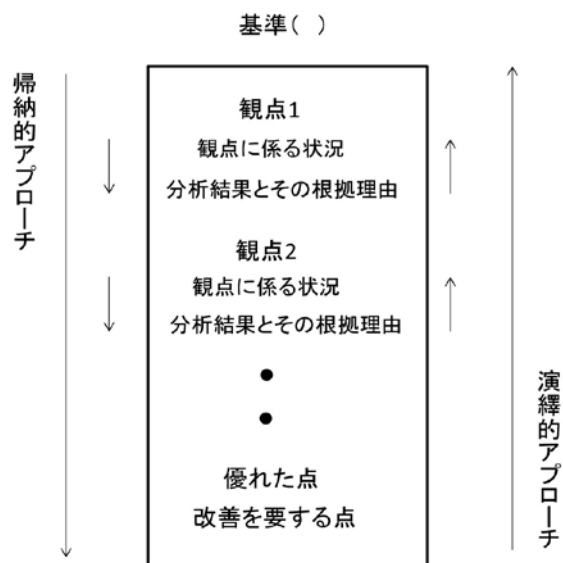 基準( )
帰納的アプローチ
観点1
観点に係る状況
分析結果とその根拠理由
観点2
観点に係る状況
分析結果とその根拠理由
●
●
優れた点
改善を要する点
演繹的アプローチ